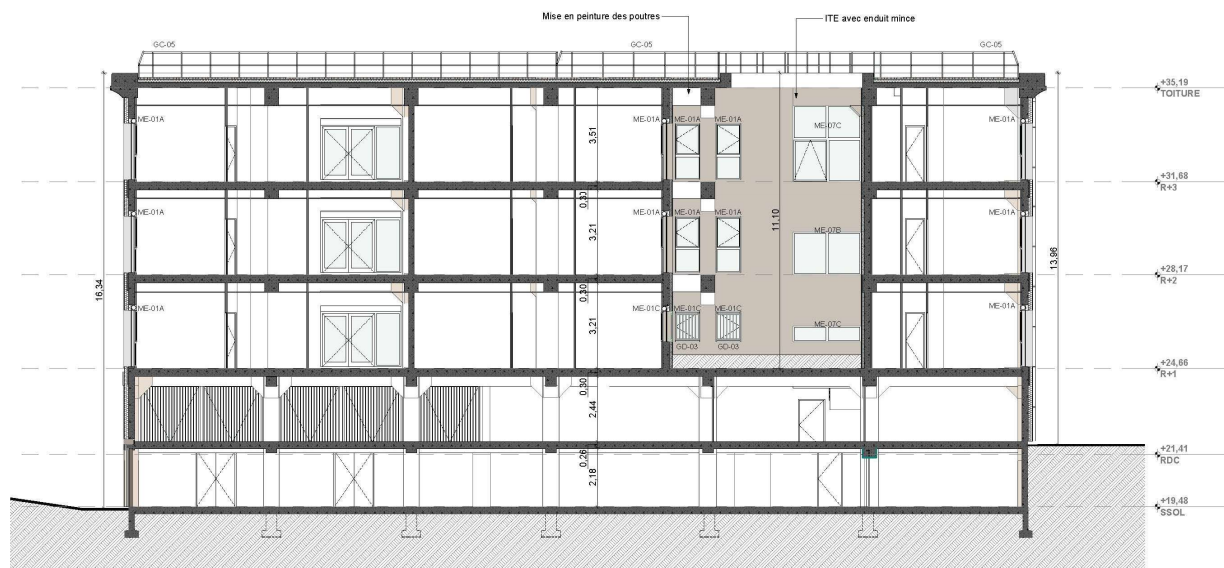 Mise en peinture des poutres
ITE avec enduit mince
GC-05
GC-05
GC-05
+35,19
TOITURE
ME-01A
ME-01A
ME-01A
ME-01A
ME-07C
ME-01A
3,51
+31,68
R+3
0,30
ME-01A
ME-01A
ME-01A
ME-01A
ME-07B
ME-01A
3,21
11,10
13,96
16,34
+28,17
R+2
0,30
ME-01A
ME-01C
ME-01C
ME-01C
ME-07C
ME-01A
3,21
GD-03
GD-03
+24,66
R+1
0,30
2,44
+21,41
RDC
0,26
2,18
+19,48
SSOL